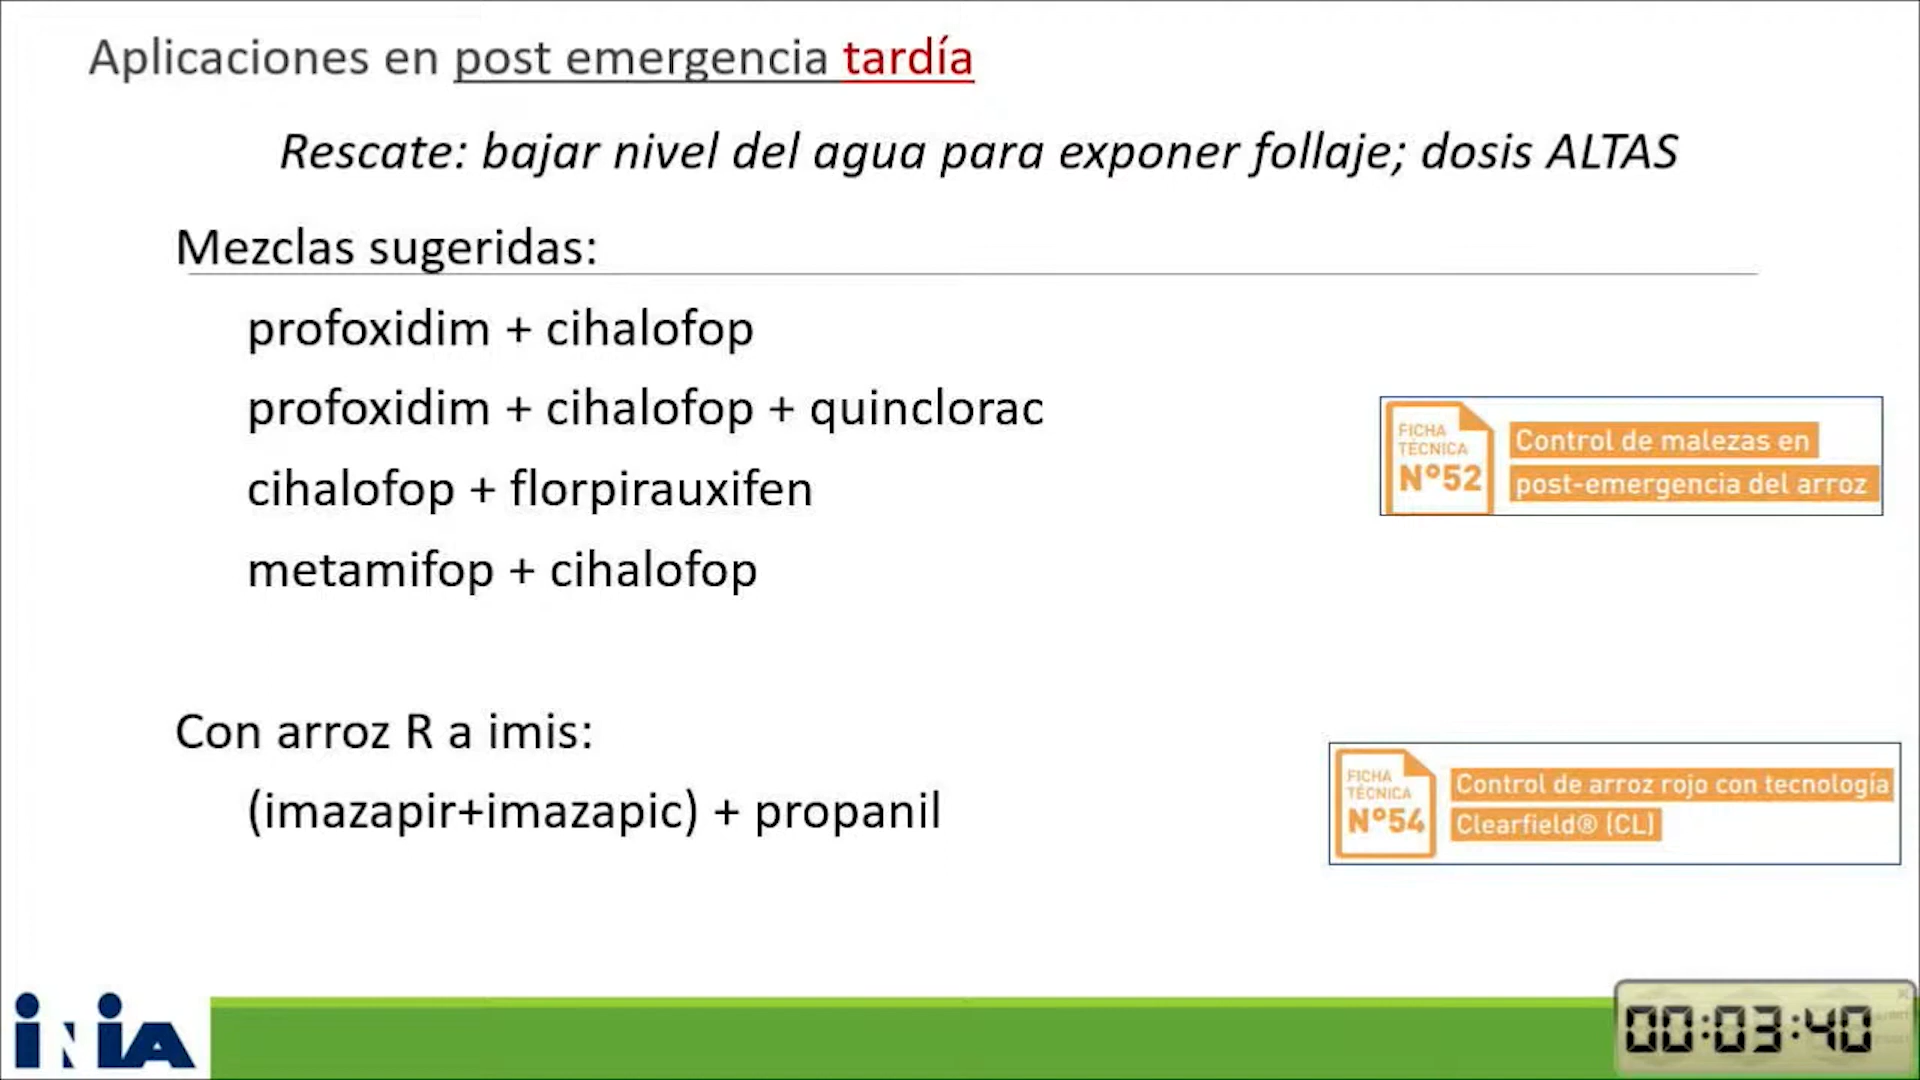 Aplicaciones en post emergencia tardía
Rescate: bajar nivel del agua para exponer follaje; dosis ALTAS
Mezclas sugeridas:
profoxidim + cihalofop
profoxidim + cihalofop + quinclorac
cihalofop + florpirauxifen
metamifop + cihalofop
FICHA
TÉCNICA
Nº52
Control de malezas en
post-emergencia del arroz
Con arroz R a imis:
(imazapir+imazapic) + propanil
FICHA
TÉCNICA
Nº54
Control de arroz rojo con tecnología
Clearfield® (CL)
iNiA
00:03:40